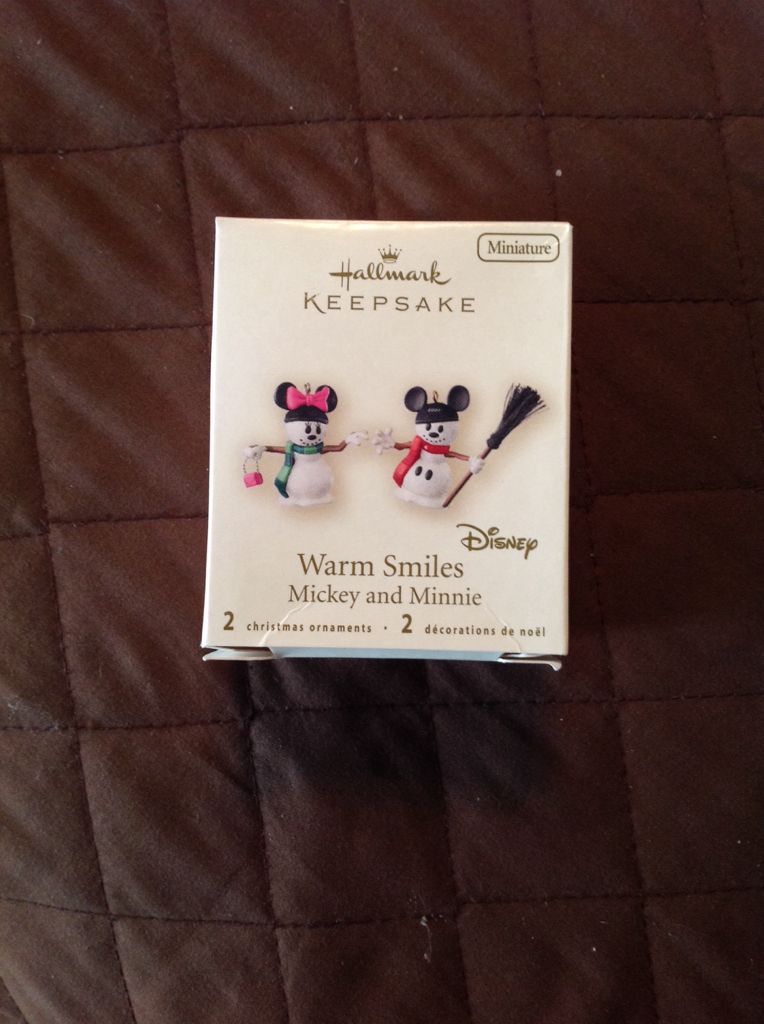 Miniature
Hallmark
KEEPSAKE
Disney
Warm Smiles
Mickey and Minnie
2 christmas ornaments · 2 décorations de noël